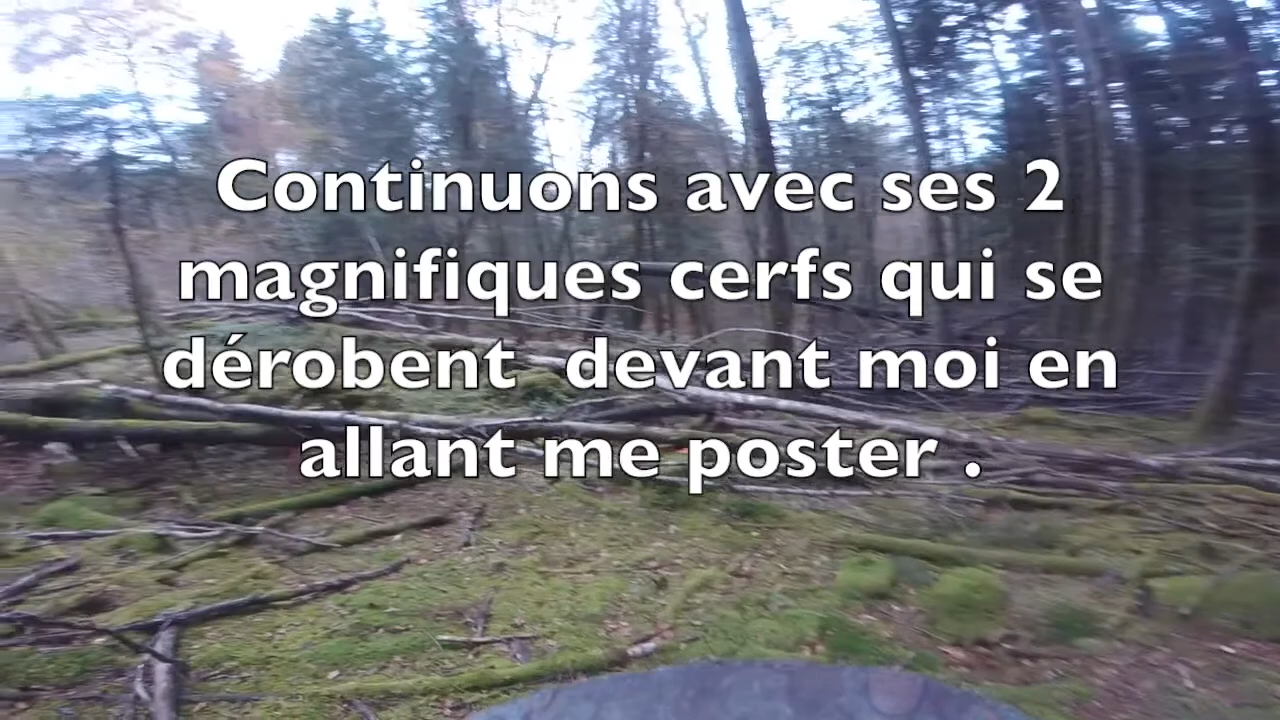 Continuons avec ses 2
magnifiques cerfs qui se
dérobent  devant moi en
allant me poster .